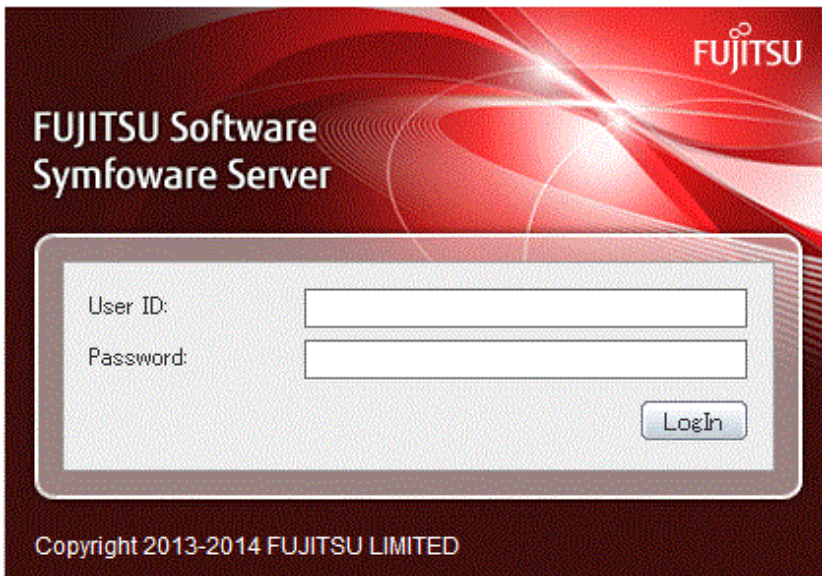 FUJITSU
FUJITSU Software
Symfoware Server
User ID:
Password:
LogIn
Copyright 2013-2014 FUJITSU LIMITED